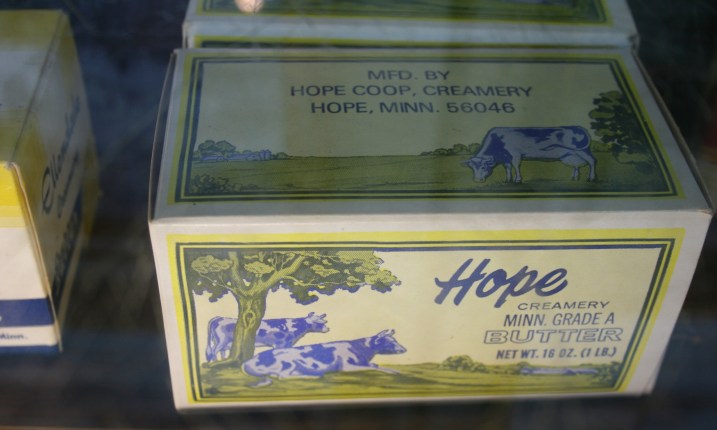 MFD. BY
HOPE COOP. CREAMERY
HOPE, MINN. 56046
Hope
CREAMERY
MINN. GRADE A
BUTTER
NET WT. 16 OZ. (1 LB.)
Minn.